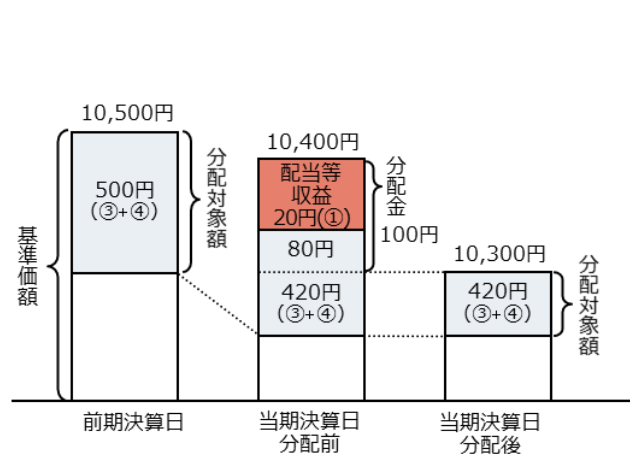 10,500円
500円
(③+④)
分配対象額
基準価額
前期決算日
10,400円
配当等
収益
20円(①)
80円
420円
(③+④)
分配金
100円
当期決算日
分配前
10,300円
420円
(③+④)
分配対象額
当期決算日
分配後